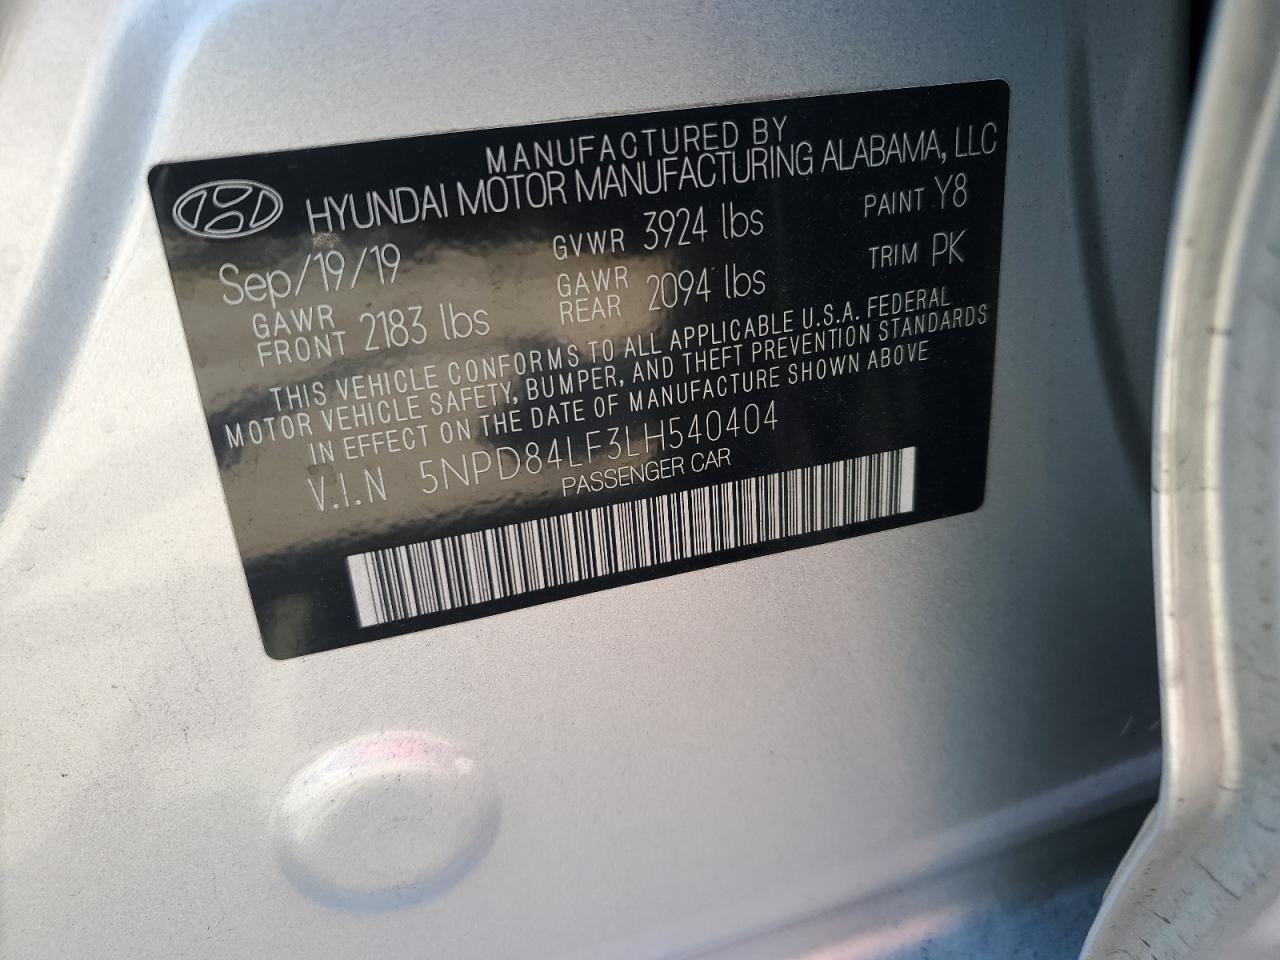 MANUFACTURED BY
HYUNDAI MOTOR MANUFACTURING ALABAMA, LLC
Sep/19/19 GVWR 3924 lbs PAINT Y8
GAWR FRONT 2183 lbs GAWR REAR 2094 lbs TRIM PK
THIS VEHICLE CONFORMS TO ALL APPLICABLE U.S.A. FEDERAL
MOTOR VEHICLE SAFETY, BUMPER, AND THEFT PREVENTION STANDARDS
IN EFFECT ON THE DATE OF MANUFACTURE SHOWN ABOVE
V.I.N 5NPD84LF3LH540404
PASSENGER CAR